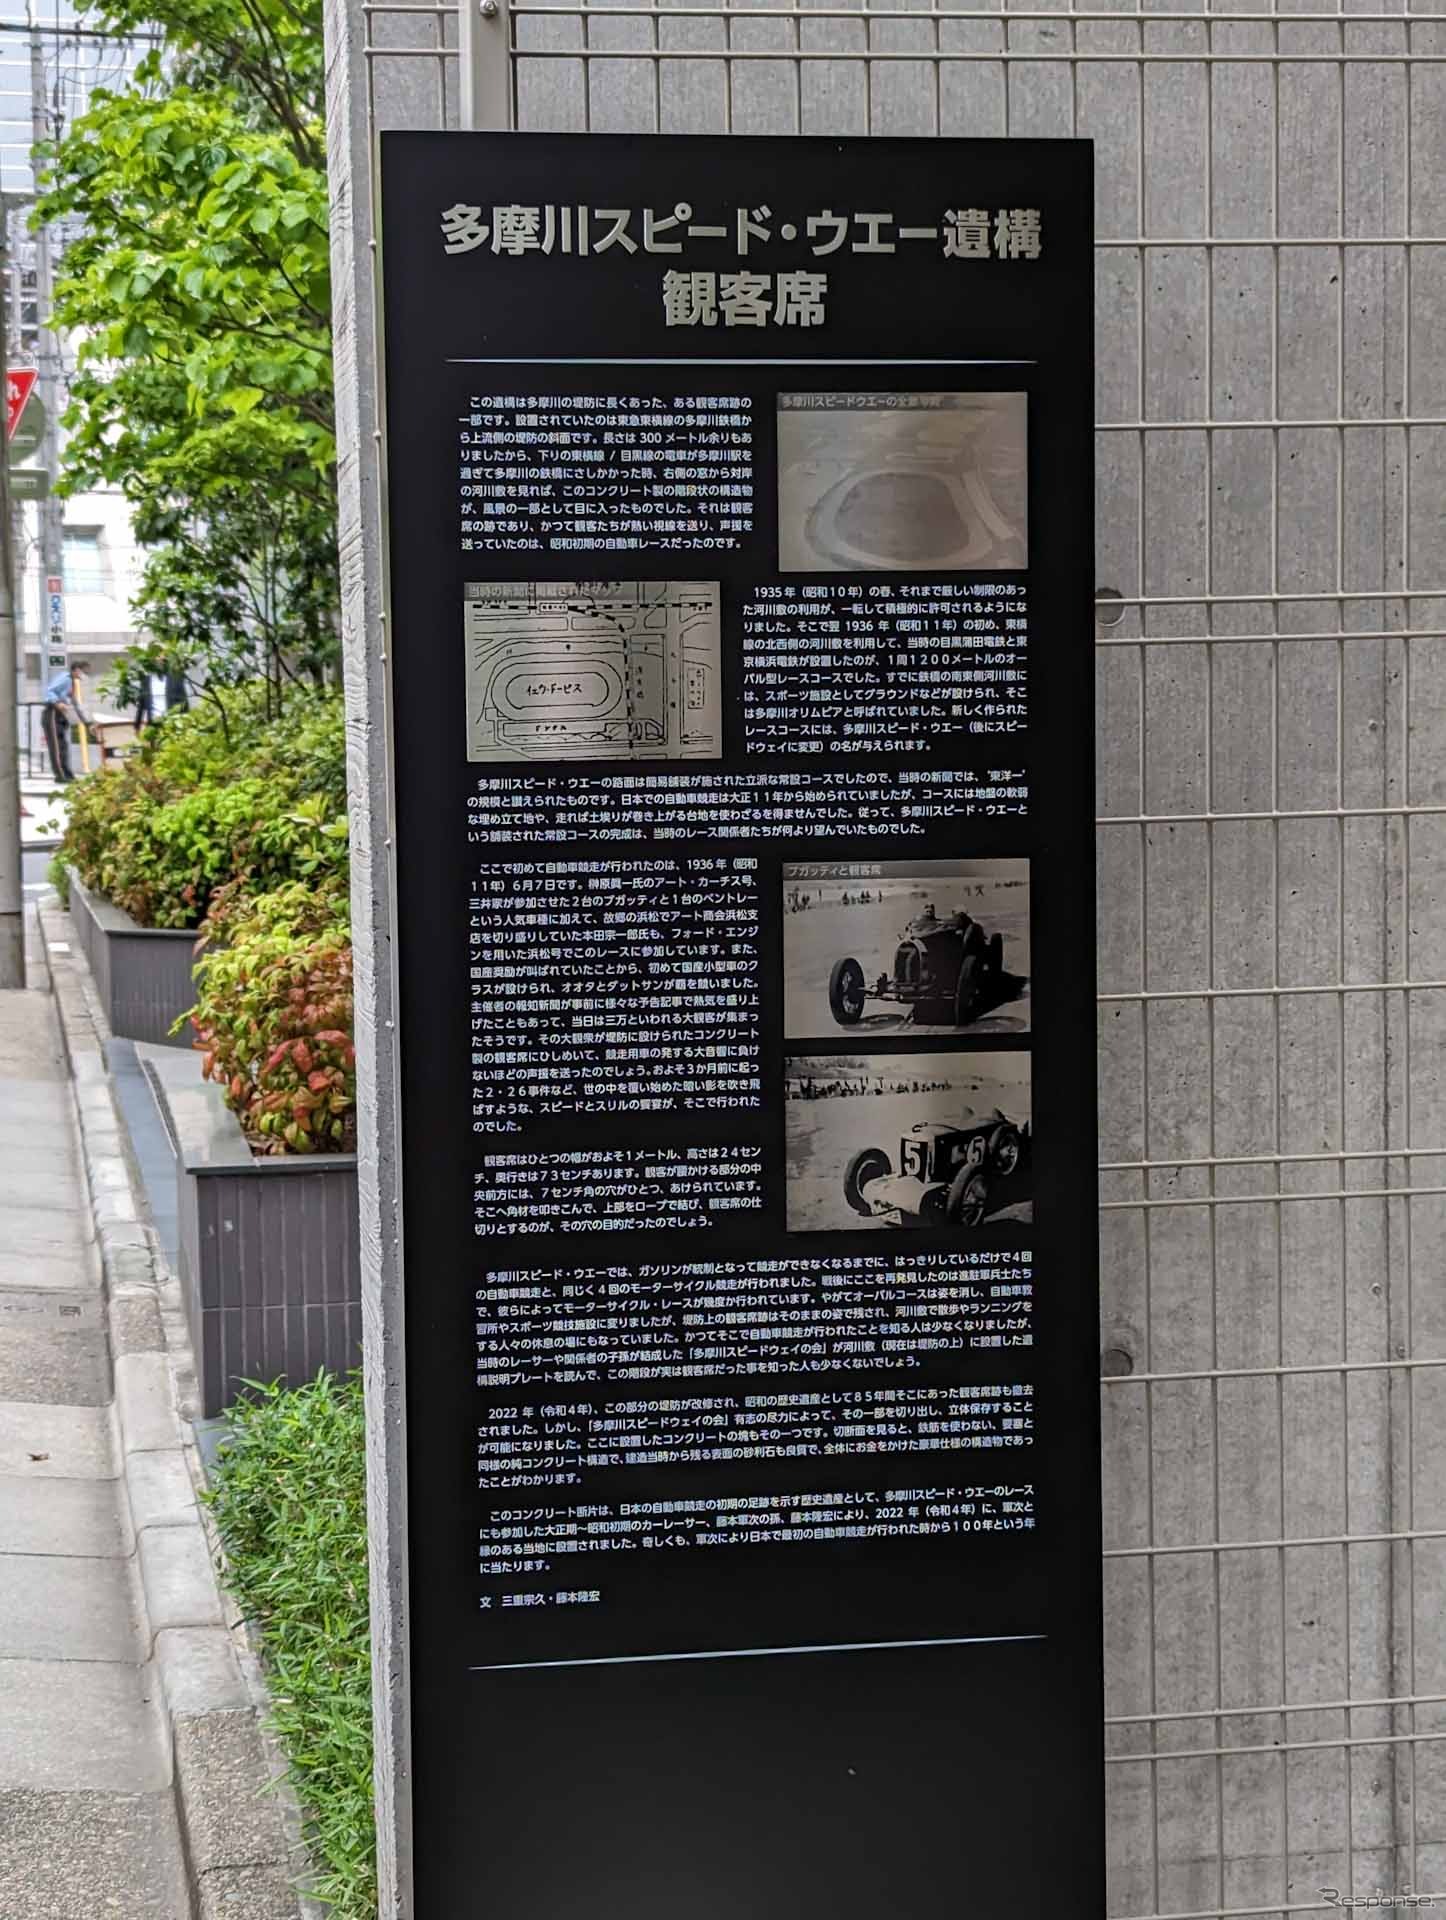 多摩川スピード・ウエー遺構
観客席
この遺構は多摩川の堤防に長くあった、ある観客席跡の
一部です。設置されていたのは東急東横線の多摩川鉄橋か
ら上流側の堤防の斜面です。長さは 300 メートル余りもあ
りましたから、下りの東横線 / 目黒線の電車が多摩川駅を
過ぎて多摩川の鉄橋にさしかかった時、右側の窓から対岸
の河川敷を見れば、このコンクリート製の階段状の構造物
が、風景の一部として目に入ったものでした。それは観客
席の跡であり、かつて観客たちが熱い視線を送り、声援を
送っていたのは、昭和初期の自動車レースだったのです。
多摩川スピードウエーの全景写真
当時の新聞に掲載された
1935 年（昭和１０年）の春、それまで厳しい制限のあっ
た河川敷の利用が、一転して積極的に許可されるようにな
りました。そこで翌 1936 年（昭和１１年）の初め、東横
線の北西側の河川敷を利用して、当時の目黒蒲田電鉄と東
京横浜電鉄が設置したのが、１周１２００メートルのオー
バル型レースコースでした。すでに鉄橋の南東側河川敷に
は、スポーツ施設としてグラウンドなどが設けられ、そこ
は多摩川オリムピアと呼ばれていました。新しく作られた
レースコースには、多摩川スピード・ウエー（後にスピー
ドウェイに変更）の名が与えられます。
多摩川スピード・ウエーの路面は簡易舗装が施された立派な常設コースでしたので、当時の新聞では、"東洋一"
の規模と讃えられたものです。日本での自動車競走は大正１１年から始められていましたが、コースには地盤の軟弱
な埋め立て地や、走れば土埃りが巻き上がる台地を使わざるを得ませんでした。従って、多摩川スピード・ウエーと
いう舗装された常設コースの完成は、当時のレース関係者たちが何より望んでいたものでした。
ここで初めて自動車競走が行われたのは、1936 年（昭和
１１年）６月７日です。榊原眞一氏のアート・カーチス号、
三井家が参加させた２台のブガッティと１台のベントレー
という人気車種に加えて、故郷の浜松でアート商会浜松支
店を切り盛りしていた本田宗一郎氏も、フォード・エンジ
ンを用いた浜松号でこのレースに参加しています。また、
国産奨励が叫ばれていたことから、初めて国産小型車のク
ラスが設けられ、オオタとダットサンが覇を競いました。
主催者の報知新聞が事前に様々な予告記事で熱気を盛り上
げたこともあって、当日は三万といわれる大観客が集まっ
たそうです。その大観衆が堤防に設けられたコンクリート
製の観客席にひしめいて、競走用車の発する大音響に負け
ないほどの声援を送ったのでしょう。およそ３か月前に起っ
た２・２６事件など、世の中を覆い始めた暗い影を吹き飛
ばすような、スピードとスリルの饗宴が、そこで行われた
のでした。
ブガッティと観客席
5
5
観客席はひとつの幅がおよそ１メートル、高さは２４セン
チ、奥行きは７３センチあります。観客が腰かける部分の中
央前方には、７センチ角の穴がひとつ、あけられています。
そこへ角材を叩きこんで、上部をロープで結び、観客席の仕
切りとするのが、その穴の目的だったのでしょう。
多摩川スピード・ウエーでは、ガソリンが統制となって競走ができなくなるまでに、はっきりしているだけで４回
の自動車競走と、同じく４回のモーターサイクル競走が行われました。戦後にここを再発見したのは進駐軍兵士たち
で、彼らによってモーターサイクル・レースが幾度か行われています。やがてオーバルコースは姿を消し、自動車教
習所やスポーツ競技施設に変りましたが、堤防上の観客席跡はそのままの姿で残され、河川敷で散歩やランニングを
する人々の休息の場にもなっていました。かつてそこで自動車競走が行われたことを知る人は少なくなりましたが、
当時のレーサーや関係者の子孫が結成した「多摩川スピードウェイの会」が河川敷（現在は堤防の上）に設置した遺
構説明プレートを読んで、この階段が実は観客席だった事を知った人も少なくないでしょう。
2022 年（令和４年）、この部分の堤防が改修され、昭和の歴史遺産として８５年間そこにあった観客席跡も撤去
されました。しかし、「多摩川スピードウェイの会」有志の尽力によって、その一部を切り出し、立体保存すること
が可能になりました。ここに設置したコンクリートの塊もその一つです。切断面を見ると、鉄筋を使わない、要塞と
同様の純コンクリート構造で、建造当時から残る表面の砂利石も良質で、全体にお金をかけた豪華仕様の構造物であっ
たことがわかります。
このコンクリート断片は、日本の自動車競走の初期の足跡を示す歴史遺産として、多摩川スピード・ウエーのレース
にも参加した大正期〜昭和初期のカーレーサー、藤本軍次の孫、藤本隆宏により、2022 年（令和４年）に、軍次と
縁のある当地に設置されました。奇しくも、軍次により日本で最初の自動車競走が行われた時から１００年という年
に当たります。
文　三重宗久・藤本隆宏
Response.